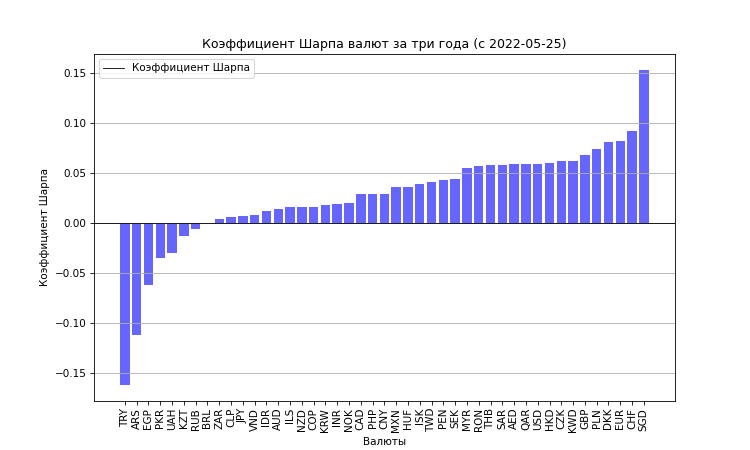 Коэффициент Шарпа валют за три года (с 2022-05-25)
Коэффициент Шарпа
0.15
0.10
0.05
0.00
−0.05
−0.10
−0.15
Коэффициент Шарпа
TRY ARS EGP PKR UAH KZT RUB BRL ZAR CLP JPY VND IDR AUD ILS NZD COP KRW INR NOK CAD PHP CNY MXN HUF ISK TWD PEN SEK MYR RON THB SAR AED QAR USD HKD CZK KWD GBP PLN DKK EUR CHF SGD
Валюты